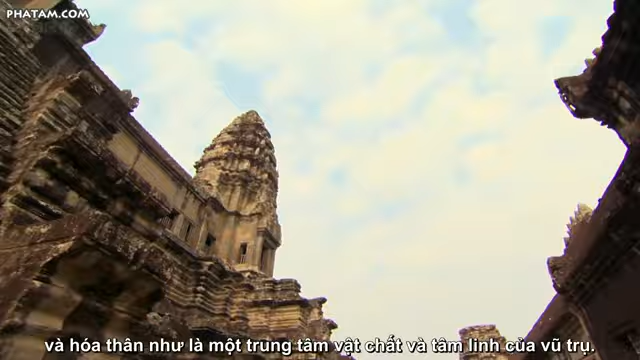 PHATAM.COM
và hóa thân như là một trung tâm vật chất và tâm linh của vũ trụ.